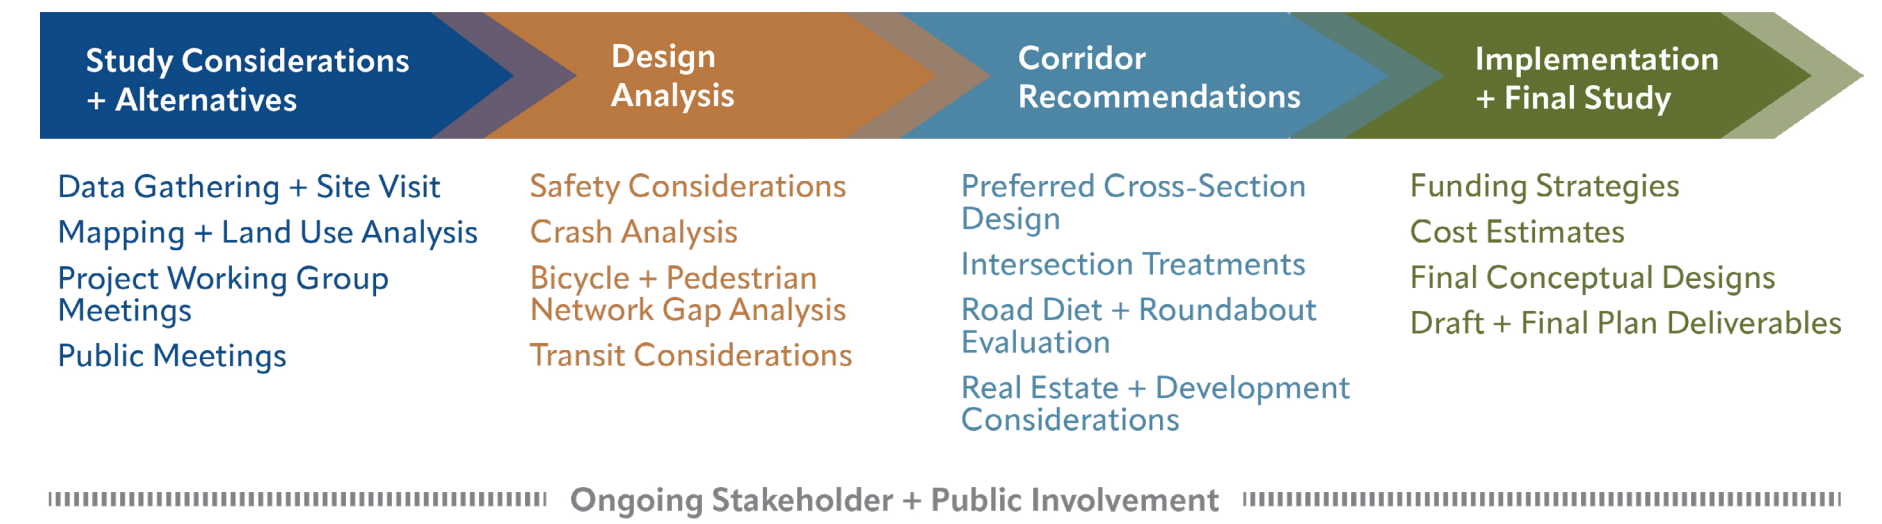 Study Considerations
+ Alternatives
Design
Analysis
Corridor
Recommendations
Implementation
+ Final Study
Data Gathering + Site Visit
Mapping + Land Use Analysis
Project Working Group
Meetings
Public Meetings
Safety Considerations
Crash Analysis
Bicycle + Pedestrian
Network Gap Analysis
Transit Considerations
Preferred Cross-Section
Design
Intersection Treatments
Road Diet + Roundabout
Evaluation
Real Estate + Development
Considerations
Funding Strategies
Cost Estimates
Final Conceptual Designs
Draft + Final Plan Deliverables
Ongoing Stakeholder + Public Involvement